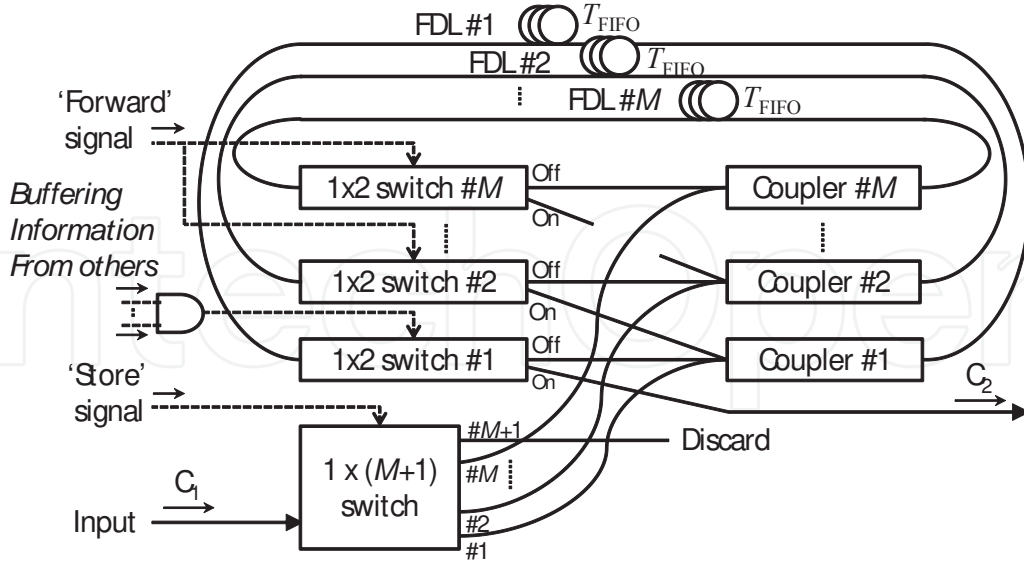 FDL #1
T_FIFO
FDL #2
T_FIFO
FDL #M
T_FIFO
'Forward'
signal
Buffering
Information
From others
1x2 switch #M
Off
On
Coupler #M
1x2 switch #2
Off
On
Coupler #2
1x2 switch #1
Off
On
Coupler #1
'Store'
signal
C2
#M+1
Discard
1 x (M+1)
switch
#M
C1
Input
#2
#1
intechOpen